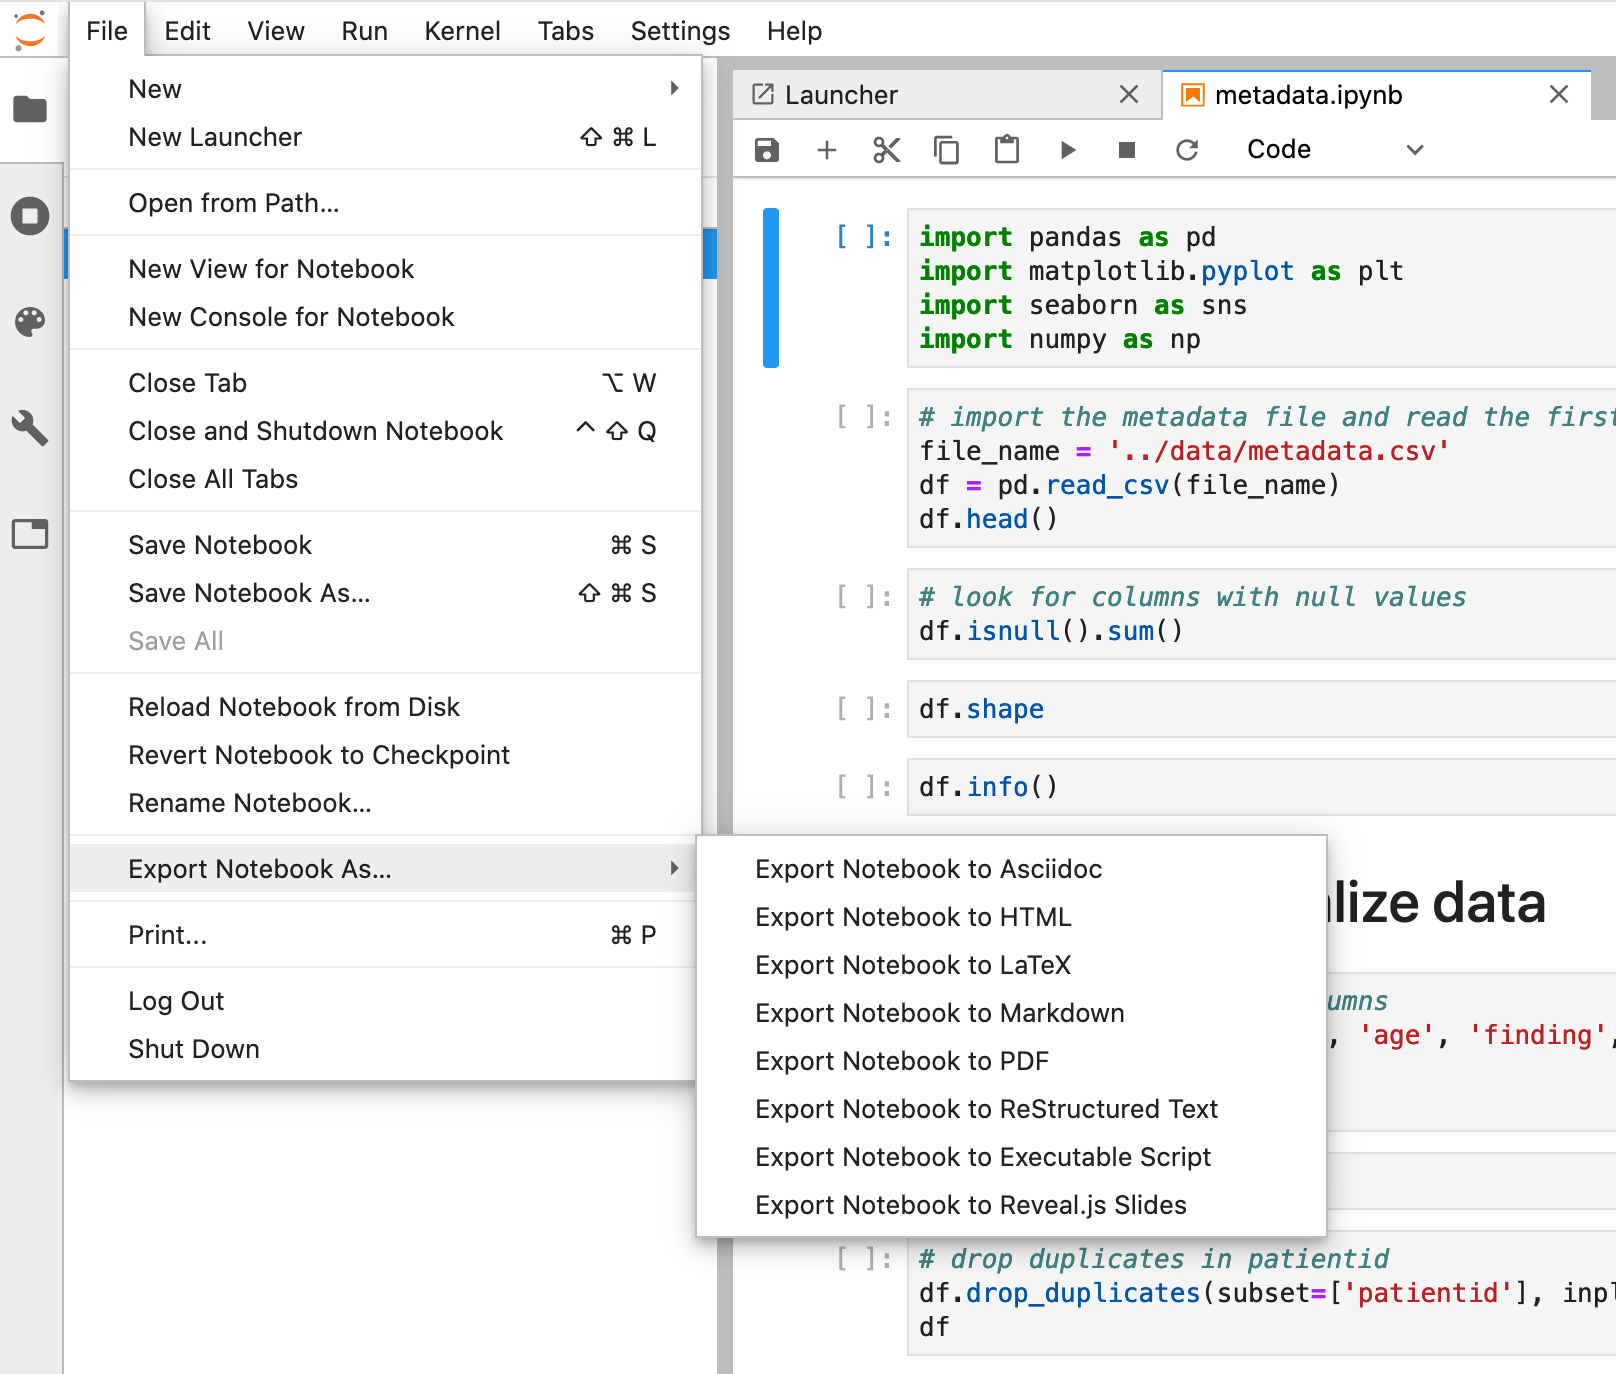 File Edit View Run Kernel Tabs Settings Help
New
New Launcher ⇧ ⌘ L
Open from Path...
New View for Notebook
New Console for Notebook
Close Tab ⌥ W
Close and Shutdown Notebook ^ ⇧ Q
Close All Tabs
Save Notebook ⌘ S
Save Notebook As... ⇧ ⌘ S
Save All
Reload Notebook from Disk
Revert Notebook to Checkpoint
Rename Notebook...
Export Notebook As...
Print... ⌘ P
Log Out
Shut Down
Export Notebook to Asciidoc
Export Notebook to HTML
Export Notebook to LaTeX
Export Notebook to Markdown
Export Notebook to PDF
Export Notebook to ReStructured Text
Export Notebook to Executable Script
Export Notebook to Reveal.js Slides
Launcher
metadata.ipynb
Code
[ ]: import pandas as pd
import matplotlib.pyplot as plt
import seaborn as sns
import numpy as np
[ ]: # import the metadata file and read the first
file_name = '../data/metadata.csv'
df = pd.read_csv(file_name)
df.head()
[ ]: # look for columns with null values
df.isnull().sum()
[ ]: df.shape
[ ]: df.info()
lize data
umns
, 'age', 'finding',
[ ]: # drop duplicates in patientid
df.drop_duplicates(subset=['patientid'], inpl
df